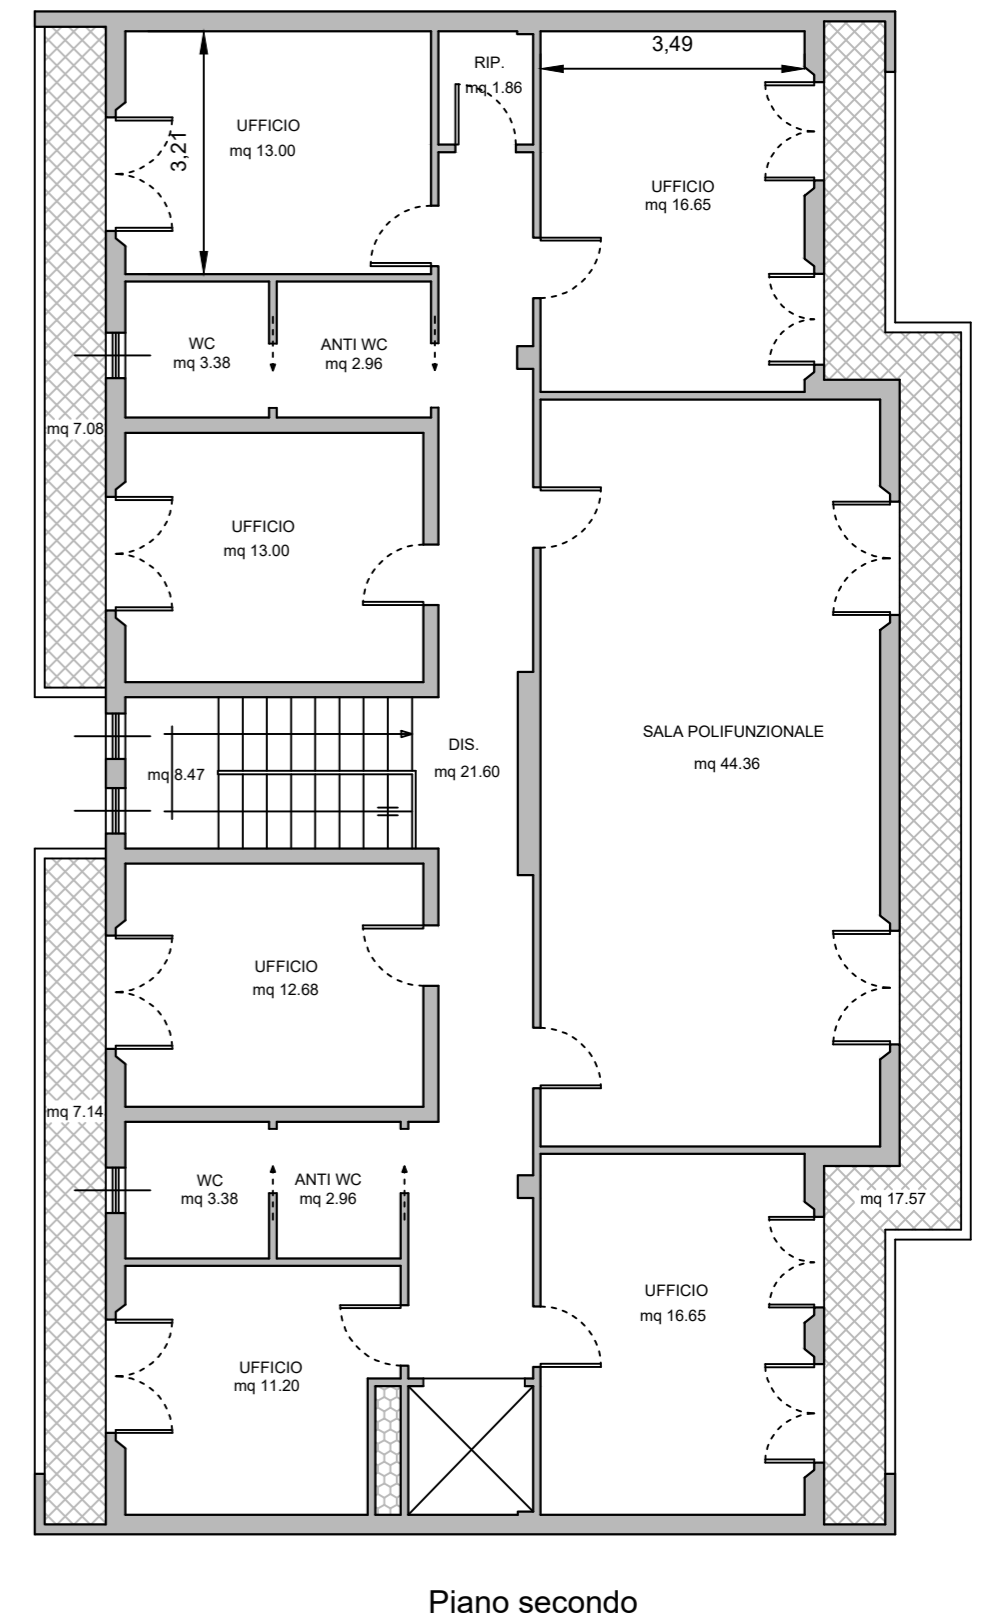 3,49
RIP.
mq 1.86
UFFICIO
mq 13.00
3,21
UFFICIO
mq 16.65
WC
mq 3.38
ANTI WC
mq 2.96
mq 7.08
UFFICIO
mq 13.00
SALA POLIFUNZIONALE
mq 44.36
DIS.
mq 21.60
mq 8.47
UFFICIO
mq 12.68
mq 7.14
WC
mq 3.38
ANTI WC
mq 2.96
mq 17.57
UFFICIO
mq 16.65
UFFICIO
mq 11.20
Piano secondo